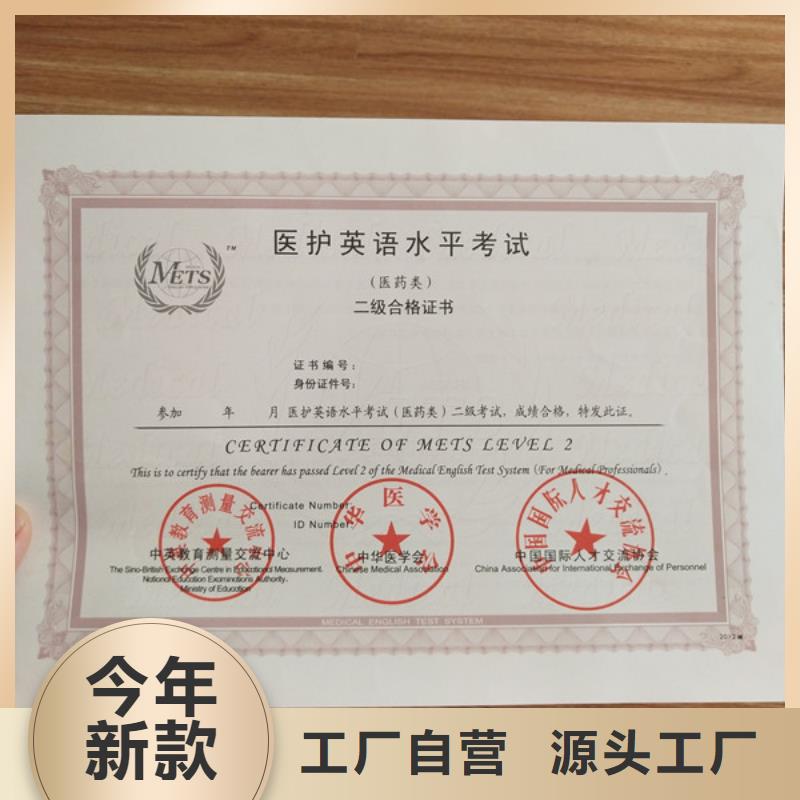 医护英语水平考试
METS TM
（医药类）
二级合格证书
证书编号：
身份证件号：
参加 年 月 医护英语水平考试（医药类）二级考试，成绩合格，特发此证。
CERTIFICATE OF METS LEVEL 2
This is to certify that the bearer has passed Level 2 of the Medical English Test System (For Medical Professionals).
Certificate Number:
ID Number:
中英教育测量交流中心
The Sino-British Exchange Centre in Educational Measurement.
National Education Examinations Authority.
Ministry of Education
中华医学会
Chinese Medical Association
中国国际人才交流协会
China Association for International Exchange of Personnel
MEDICAL ENGLISH TEST SYSTEM
今年
新款
工厂自营 源头工厂